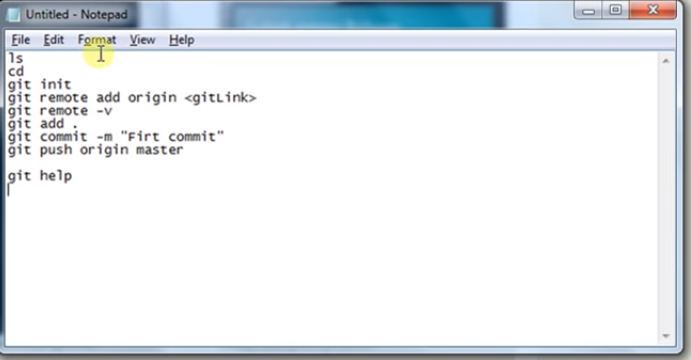 Untitled - Notepad
File Edit Format View Help
ls
cd
git init
git remote add origin <gitLink>
git remote -v
git add .
git commit -m "Firt commit"
git push origin master
git help